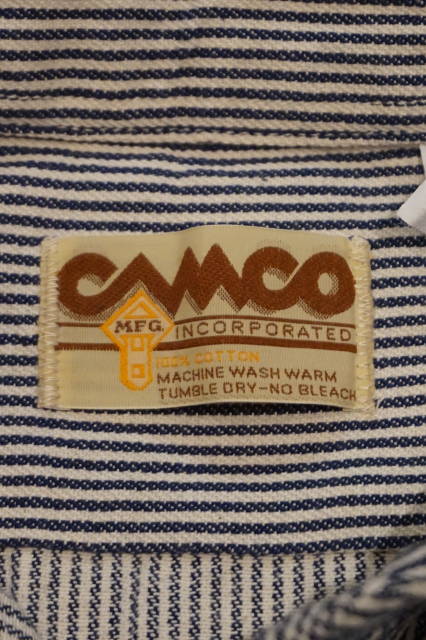 CAMCO
MFG.
INCORPORATED
100% COTTON
MACHINE WASH WARM
TUMBLE DRY-NO BLEACH